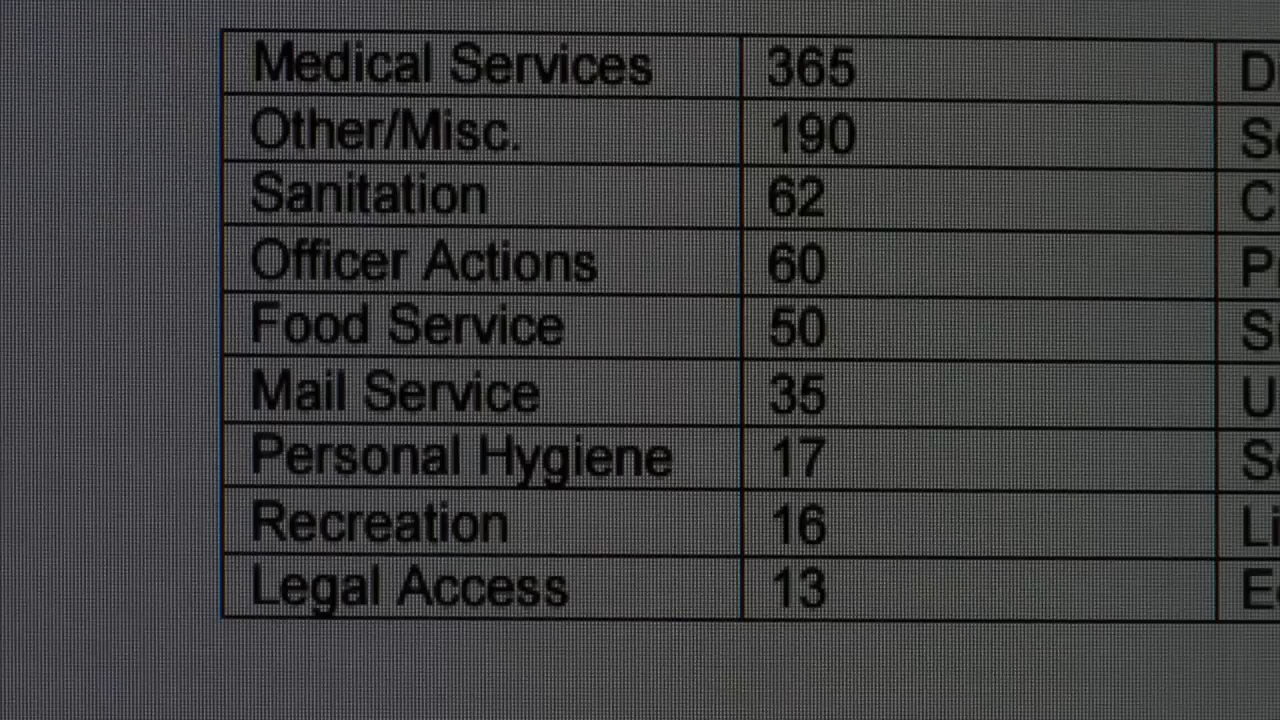 Medical Services 365
Other/Misc. 190
Sanitation 62
Officer Actions 60
Food Service 50
Mail Service 35
Personal Hygiene 17
Recreation 16
Legal Access 13